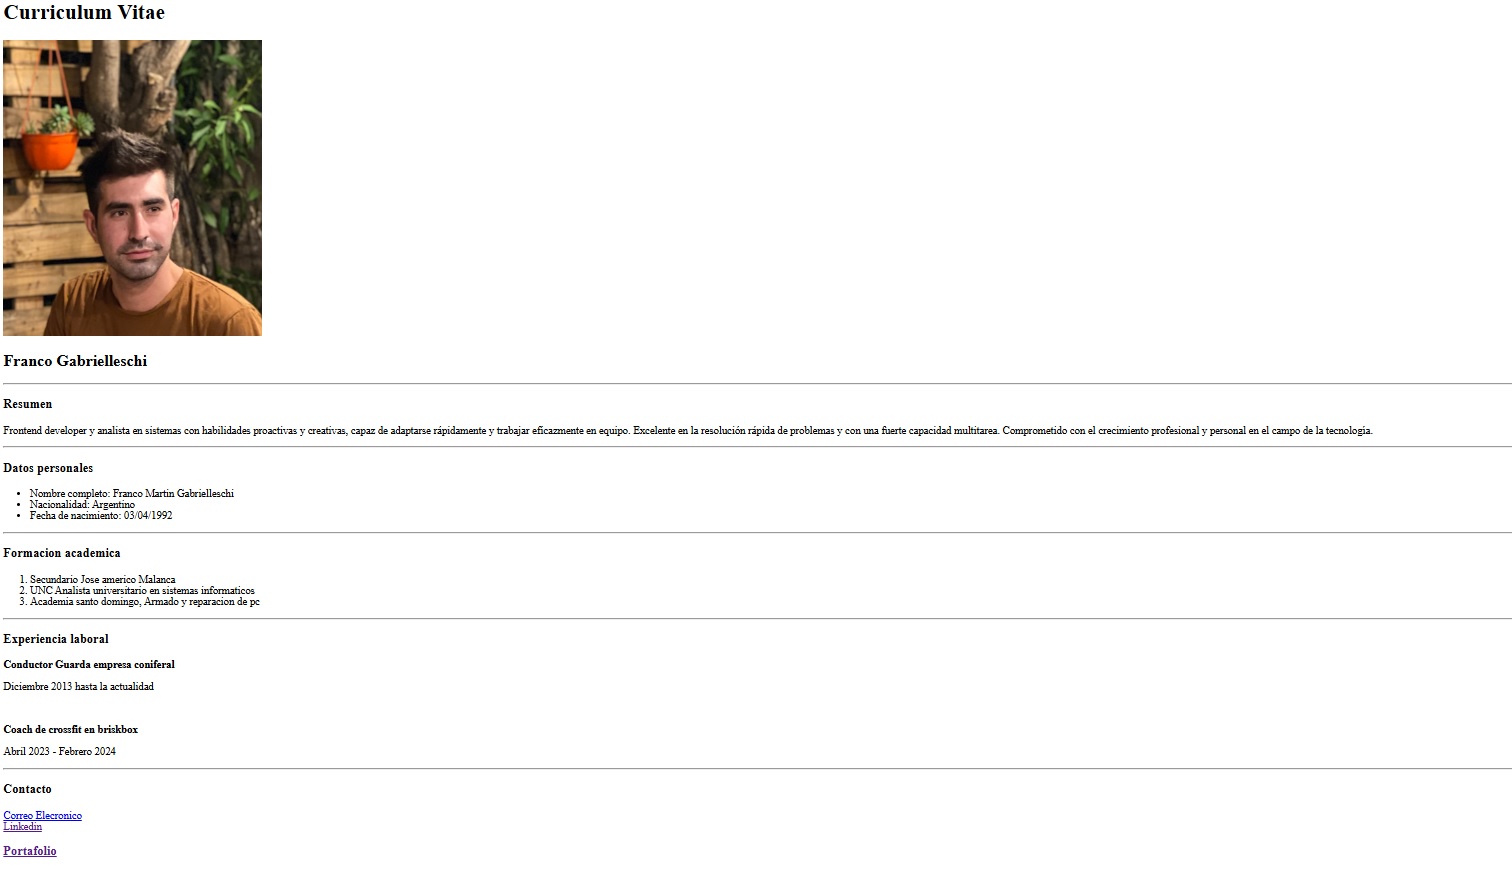 Curriculum Vitae
Franco Gabrielleschi
Resumen
Frontend developer y analista en sistemas con habilidades proactivas y creativas, capaz de adaptarse rápidamente y trabajar eficazmente en equipo. Excelente en la resolución rápida de problemas y con una fuerte capacidad multitarea. Comprometido con el crecimiento profesional y personal en el campo de la tecnología.
Datos personales
• Nombre completo: Franco Martin Gabrielleschi
• Nacionalidad: Argentino
• Fecha de nacimiento: 03/04/1992
Formacion academica
1. Secundario Jose americo Malanca
2. UNC Analista universitario en sistemas informaticos
3. Academia santo domingo, Armado y reparacion de pc
Experiencia laboral
Conductor Guarda empresa coniferal
Diciembre 2013 hasta la actualidad
Coach de crossfit en briskbox
Abril 2023 - Febrero 2024
Contacto
Correo Elecronico
Linkedin
Portafolio